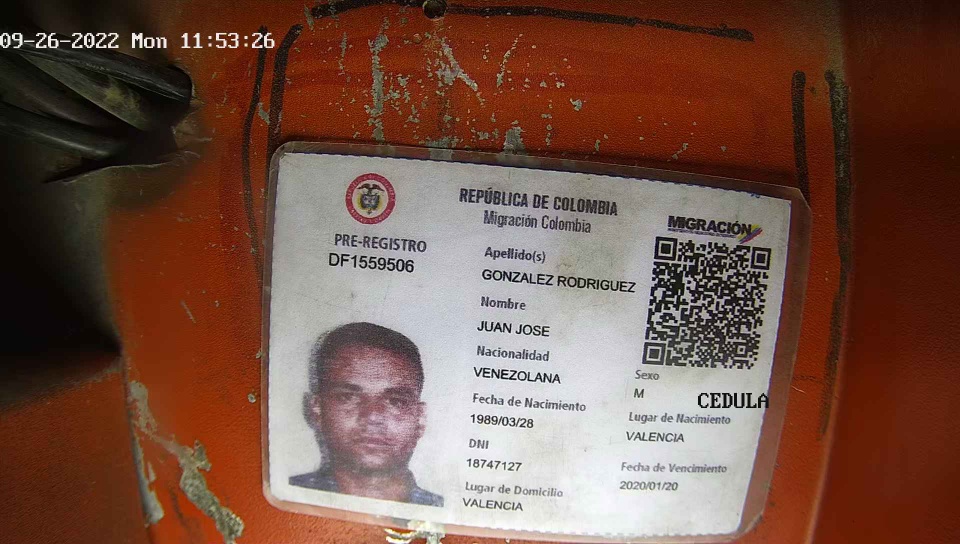 09-26-2022 Mon 11:53:26
REPÚBLICA DE COLOMBIA
Migración Colombia
MIGRACIÓN
PRE-REGISTRO
DF1559506
Apellido(s)
GONZALEZ RODRIGUEZ
Nombre
JUAN JOSE
Nacionalidad
VENEZOLANA
Fecha de Nacimiento
1989/03/28
DNI
18747127
Lugar de Domicilio
VALENCIA
Sexo
M
CEDULA
Lugar de Nacimiento
VALENCIA
Fecha de Vencimiento
2020/01/20